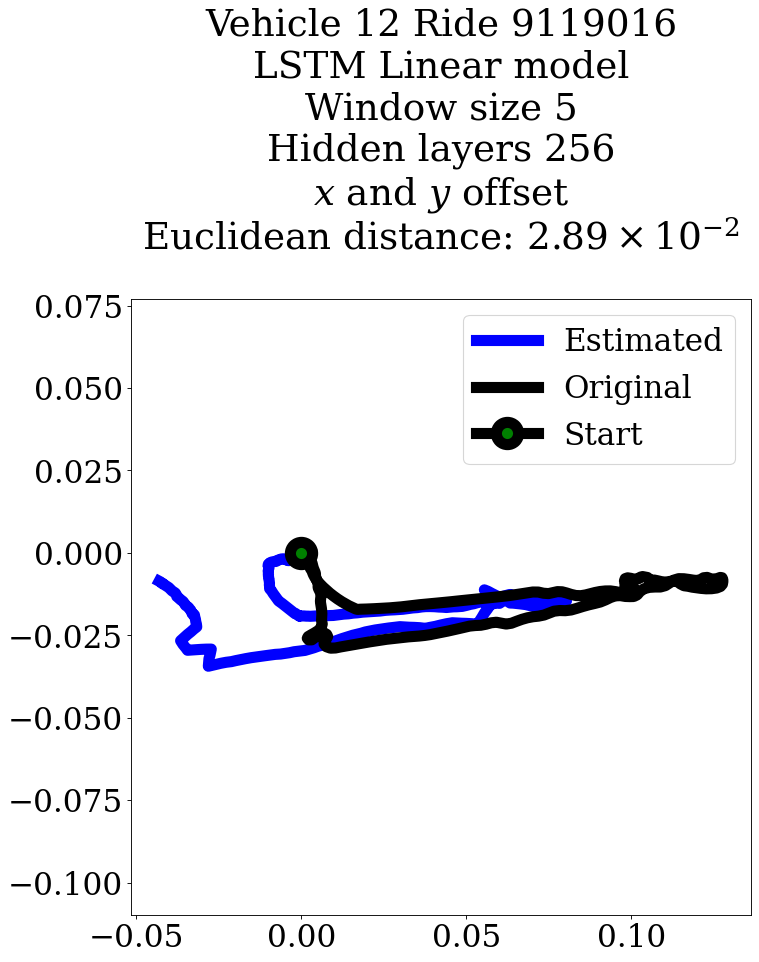 Vehicle 12 Ride 9119016
LSTM Linear model
Window size 5
Hidden layers 256
x and y offset
Euclidean distance: 2.89 × 10⁻²
Estimated
Original
Start
0.075
0.050
0.025
0.000
−0.025
−0.050
−0.075
−0.100
−0.05 0.00 0.05 0.10